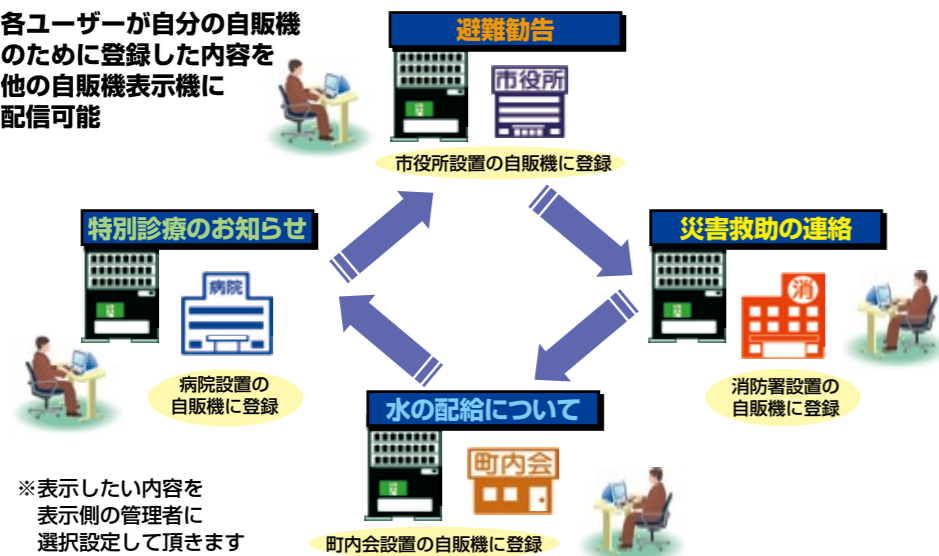 各ユーザーが自分の自販機
のために登録した内容を
他の自販機表示機に
配信可能
避難勧告
市役所
市役所設置の自販機に登録
特別診療のお知らせ
病院
病院設置の
自販機に登録
災害救助の連絡
消
消防署設置の
自販機に登録
水の配給について
町内会
町内会設置の自販機に登録
※表示したい内容を
表示側の管理者に
選択設定して頂きます